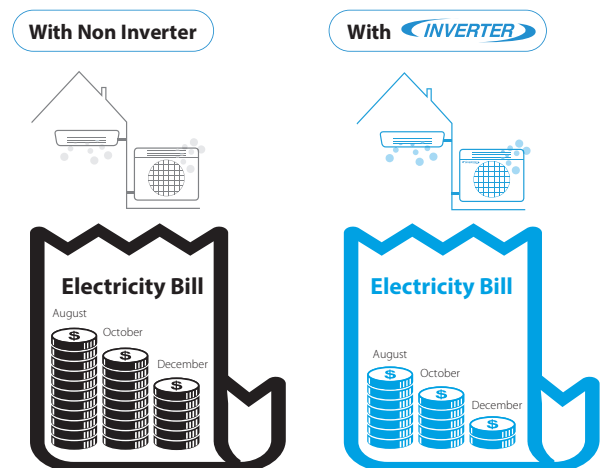 With Non Inverter
With INVERTER
Electricity Bill
August
October
December
$
$
$
Electricity Bill
August
October
December
$
$
$